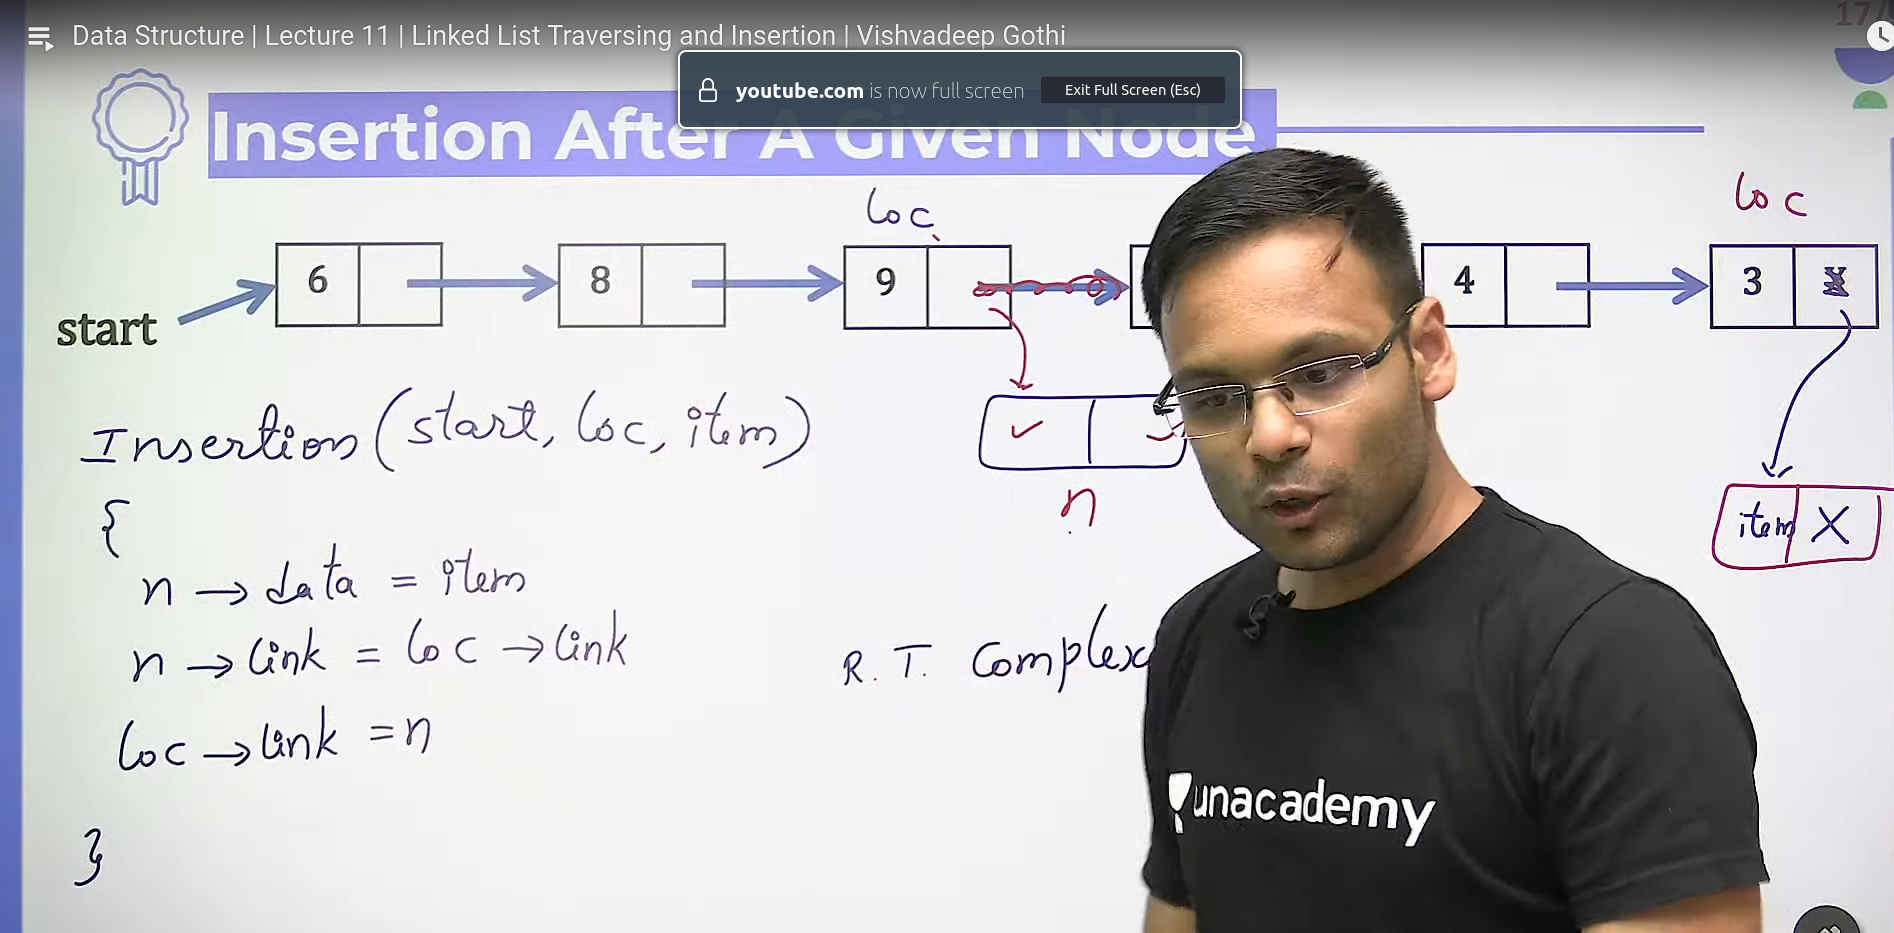 Data Structure | Lecture 11 | Linked List Traversing and Insertion | Vishvadeep Gothi
17
youtube.com is now full screen Exit Full Screen (Esc)
Insertion After A Given Node
loc
loc
6 8 9 4 3 X
start
Insertion (start, loc, item)
{
n
item X
n → data = item
n → link = loc → link
R. T. Complex
loc → link = n
}
unacademy